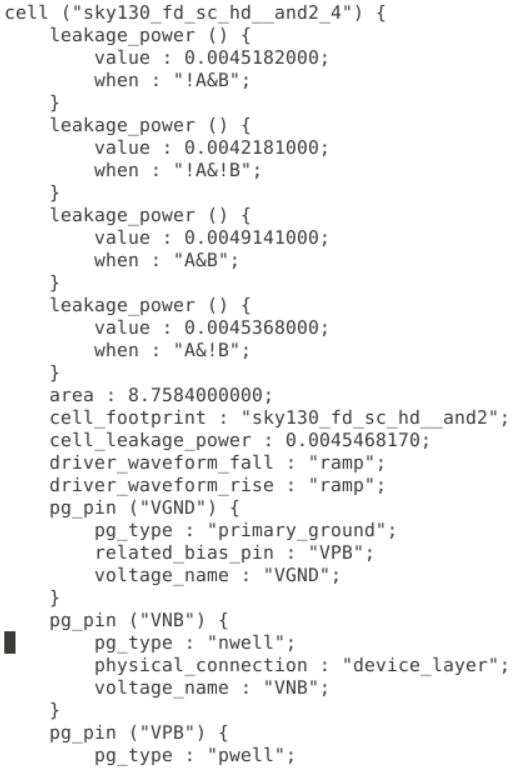 cell ("sky130_fd_sc_hd__and2_4") {
leakage_power () {
value : 0.0045182000;
when : "!A&B";
}
leakage_power () {
value : 0.0042181000;
when : "!A&!B";
}
leakage_power () {
value : 0.0049141000;
when : "A&B";
}
leakage_power () {
value : 0.0045368000;
when : "A&!B";
}
area : 8.7584000000;
cell_footprint : "sky130_fd_sc_hd__and2";
cell_leakage_power : 0.0045468170;
driver_waveform_fall : "ramp";
driver_waveform_rise : "ramp";
pg_pin ("VGND") {
pg_type : "primary_ground";
related_bias_pin : "VPB";
voltage_name : "VGND";
}
pg_pin ("VNB") {
pg_type : "nwell";
physical_connection : "device_layer";
voltage_name : "VNB";
}
pg_pin ("VPB") {
pg_type : "pwell";